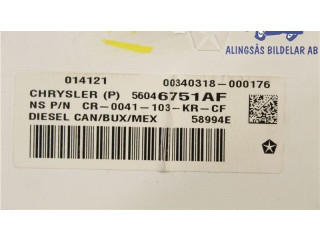 ALINGSÅS BILDELAR AB
014121 00340318-000176
CHRYSLER (P) 56046751AF
NS P/N CR-0041-103-KR-CF
DIESEL CAN/BUX/MEX 58994E